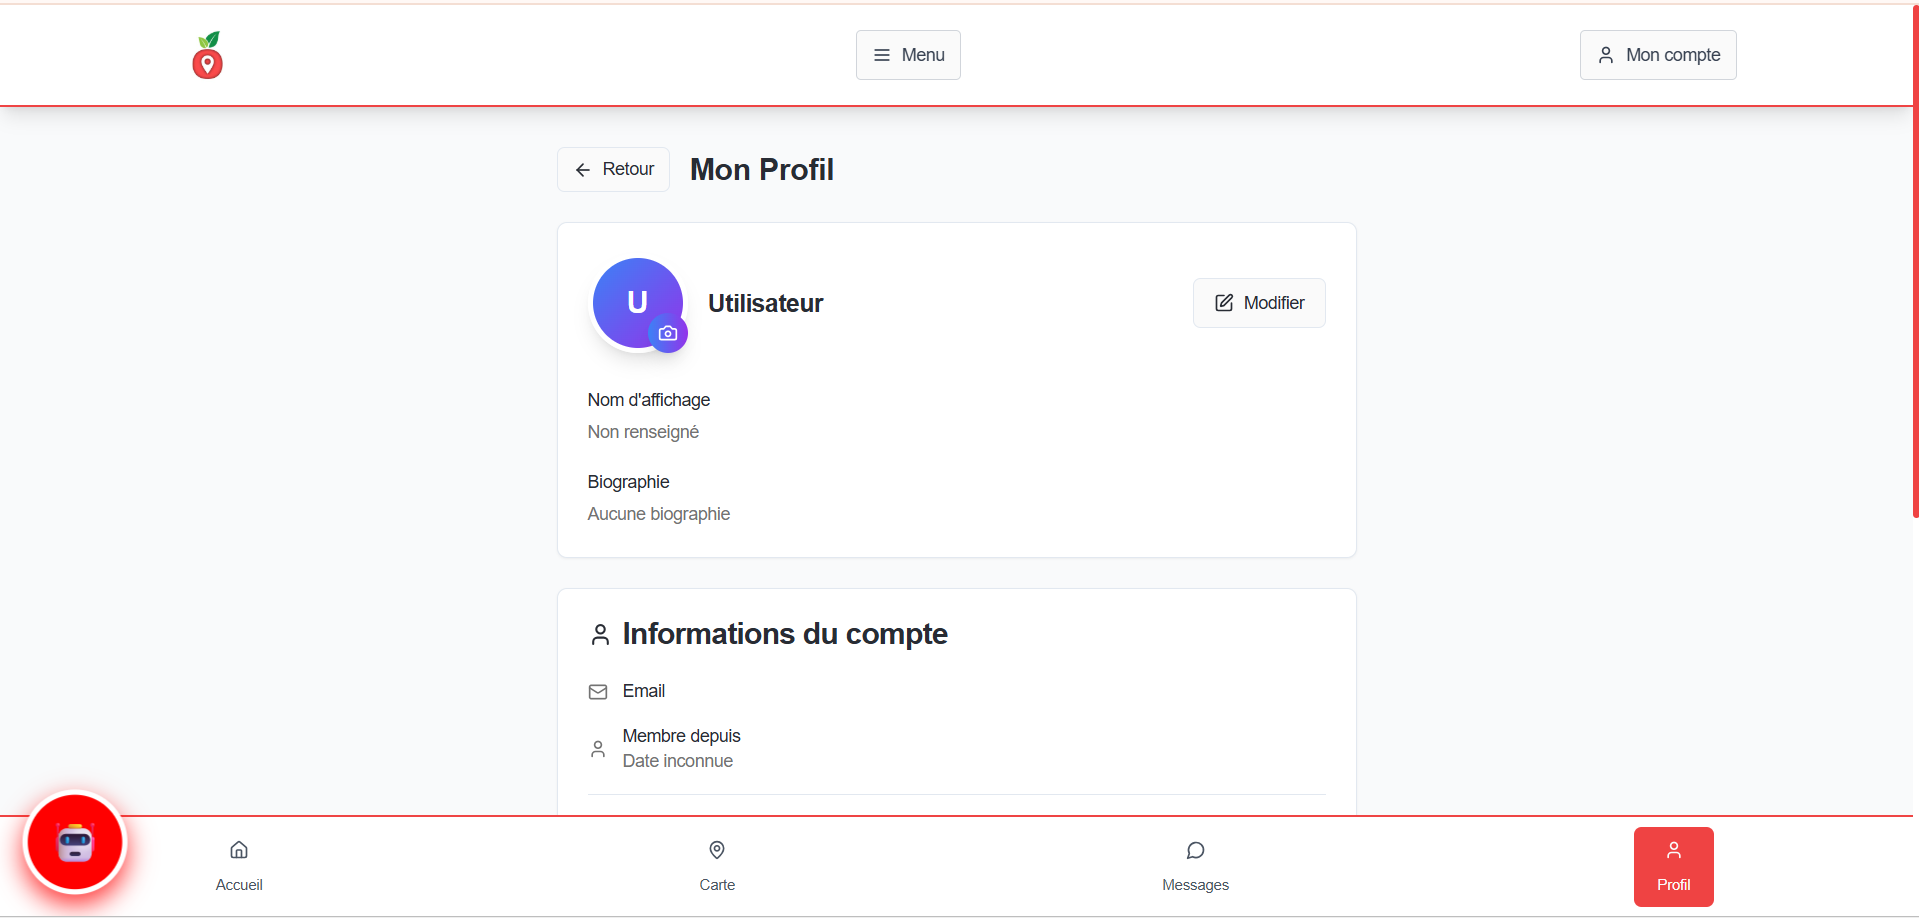 Menu
Mon compte
Retour
Mon Profil
U
Utilisateur
Modifier
Nom d'affichage
Non renseigné
Biographie
Aucune biographie
Informations du compte
Email
Membre depuis
Date inconnue
Accueil
Carte
Messages
Profil